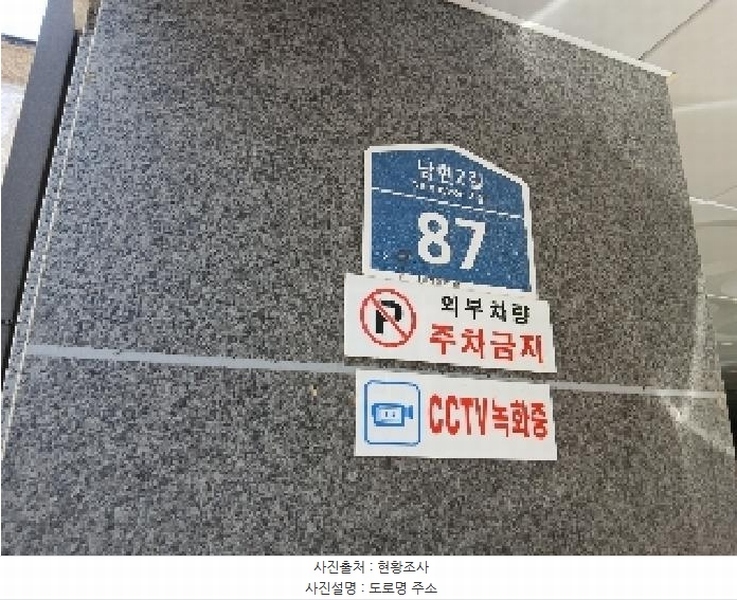 남현2길
87
외부차량
주차금지
CCTV녹화중
사진출처 : 현황조사
사진설명 : 도로명 주소